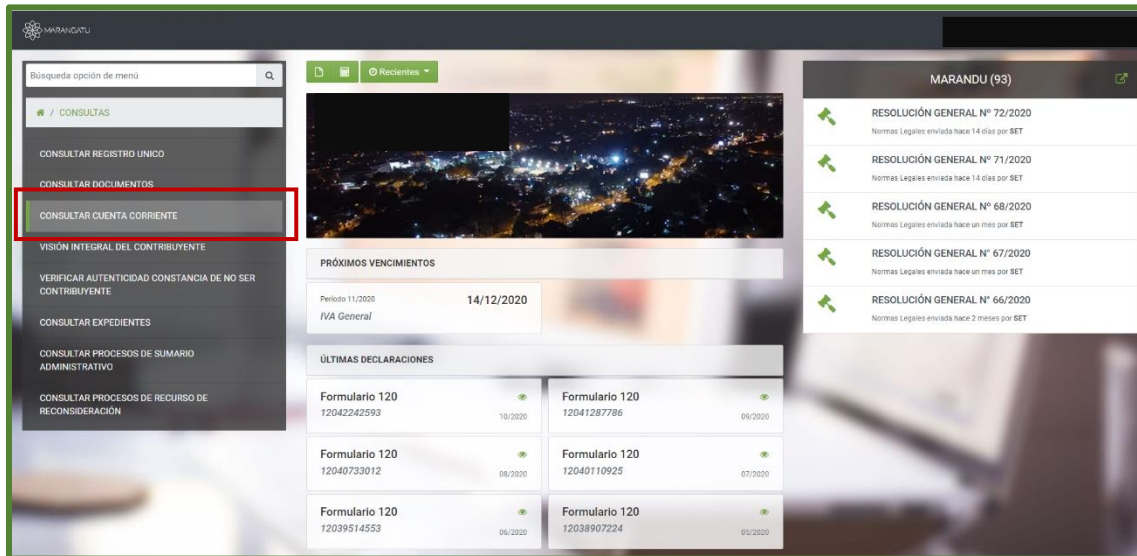 MARANGATU
Búsqueda opción de menú
/ CONSULTAS
CONSULTAR REGISTRO UNICO
CONSULTAR DOCUMENTOS
CONSULTAR CUENTA CORRIENTE
VISIÓN INTEGRAL DEL CONTRIBUYENTE
VERIFICAR AUTENTICIDAD CONSTANCIA DE NO SER
CONTRIBUYENTE
CONSULTAR EXPEDIENTES
CONSULTAR PROCESOS DE SUMARIO
ADMINISTRATIVO
CONSULTAR PROCESOS DE RECURSO DE
RECONSIDERACIÓN
Recientes
PRÓXIMOS VENCIMIENTOS
Periodo 11/2020
14/12/2020
IVA General
ÚLTIMAS DECLARACIONES
Formulario 120
12042242593
10/2020
Formulario 120
12041287786
09/2020
Formulario 120
12040733012
08/2020
Formulario 120
12040110925
07/2020
Formulario 120
12039514553
06/2020
Formulario 120
12038907224
05/2020
MARANDU (93)
RESOLUCIÓN GENERAL Nº 72/2020
Normas Legales enviada hace 14 días por SET
RESOLUCIÓN GENERAL Nº 71/2020
Normas Legales enviada hace 14 días por SET
RESOLUCIÓN GENERAL Nº 68/2020
Normas Legales enviada hace un mes por SET
RESOLUCIÓN GENERAL N° 67/2020
Normas Legales enviada hace un mes por SET
RESOLUCIÓN GENERAL N° 66/2020
Normas Legales enviada hace 2 meses por SET